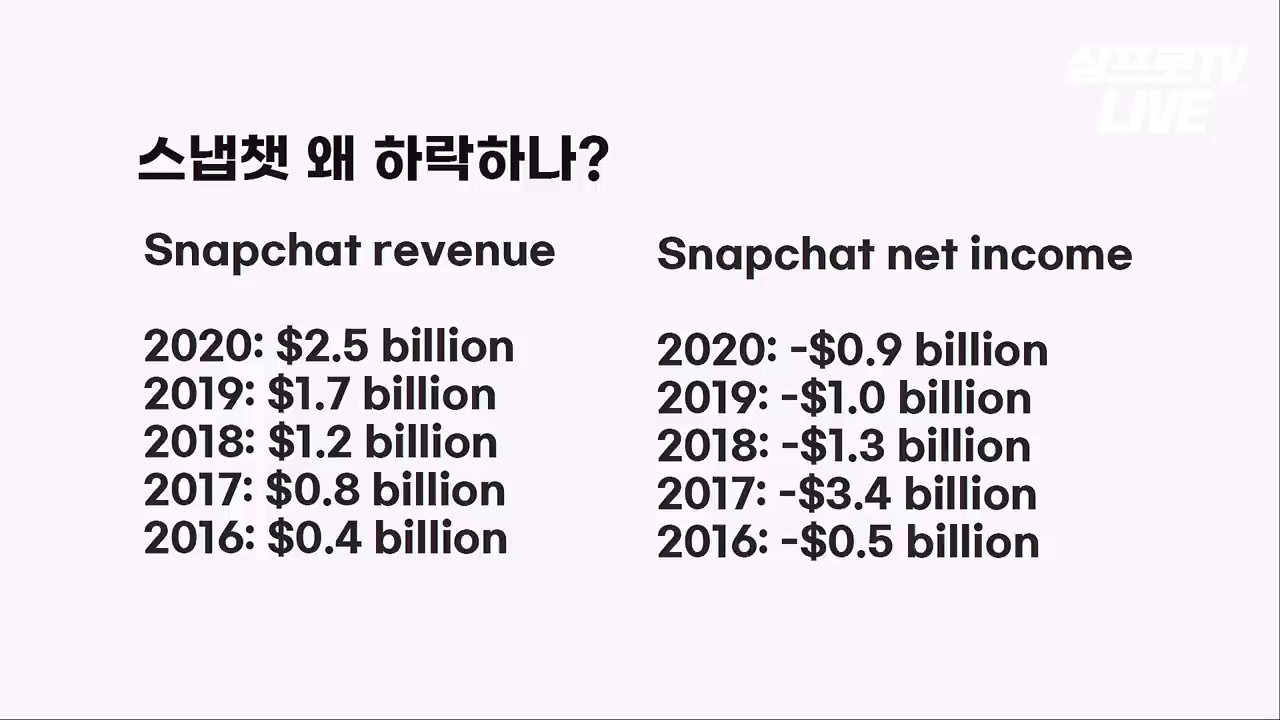 삼프로TV
LIVE
스냅챗 왜 하락하나?
Snapchat revenue
2020: $2.5 billion
2019: $1.7 billion
2018: $1.2 billion
2017: $0.8 billion
2016: $0.4 billion
Snapchat net income
2020: -$0.9 billion
2019: -$1.0 billion
2018: -$1.3 billion
2017: -$3.4 billion
2016: -$0.5 billion